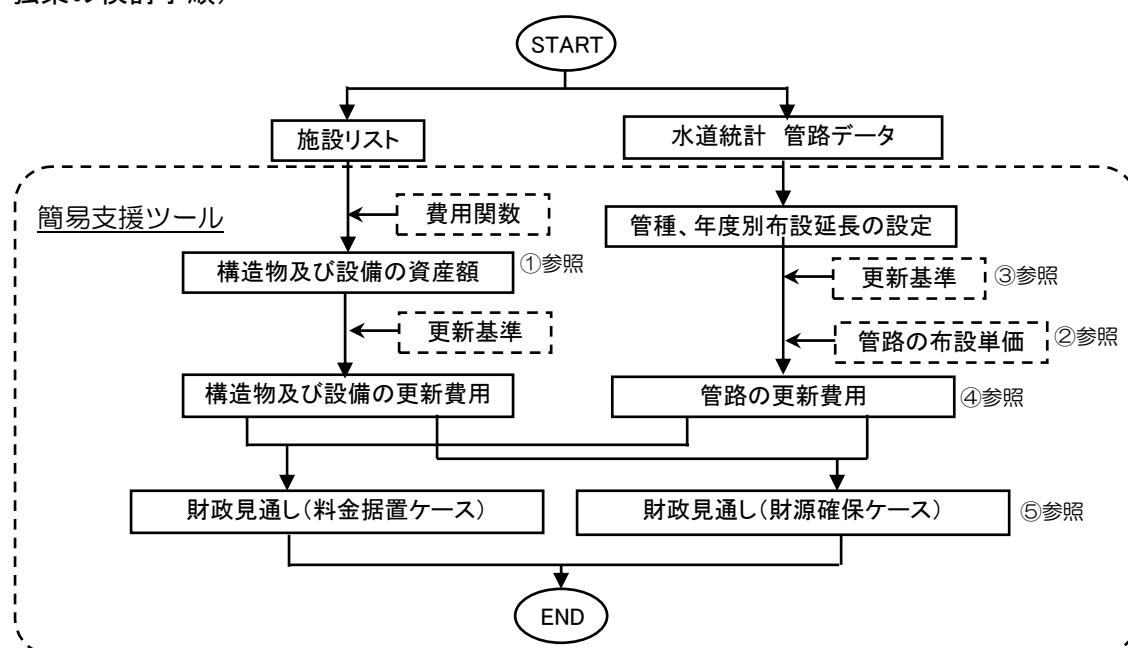 START
施設リスト
水道統計 管路データ
簡易支援ツール
費用関数
管種、年度別布設延長の設定
構造物及び設備の資産額
①参照
更新基準
③参照
更新基準
管路の布設単価
②参照
構造物及び設備の更新費用
管路の更新費用
④参照
財政見通し(料金据置ケース)
財政見通し(財源確保ケース)
⑤参照
END